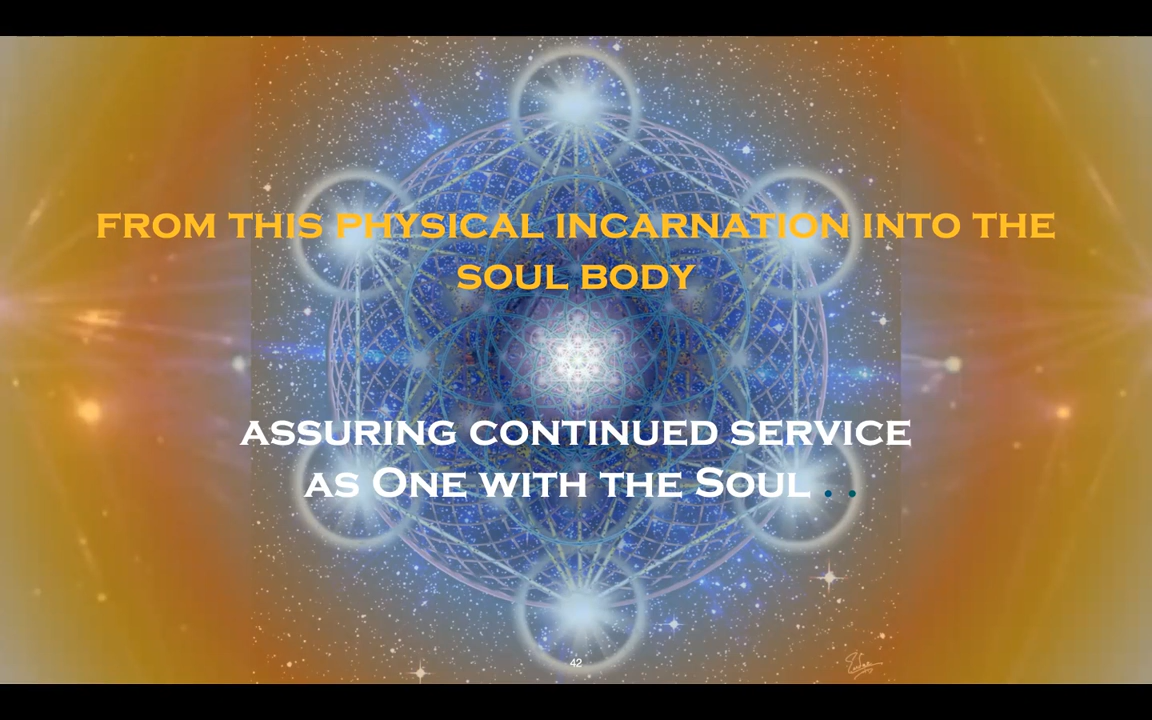 FROM THIS PHYSICAL INCARNATION INTO THE
SOUL BODY
ASSURING CONTINUED SERVICE
AS ONE WITH THE SOUL . .
42